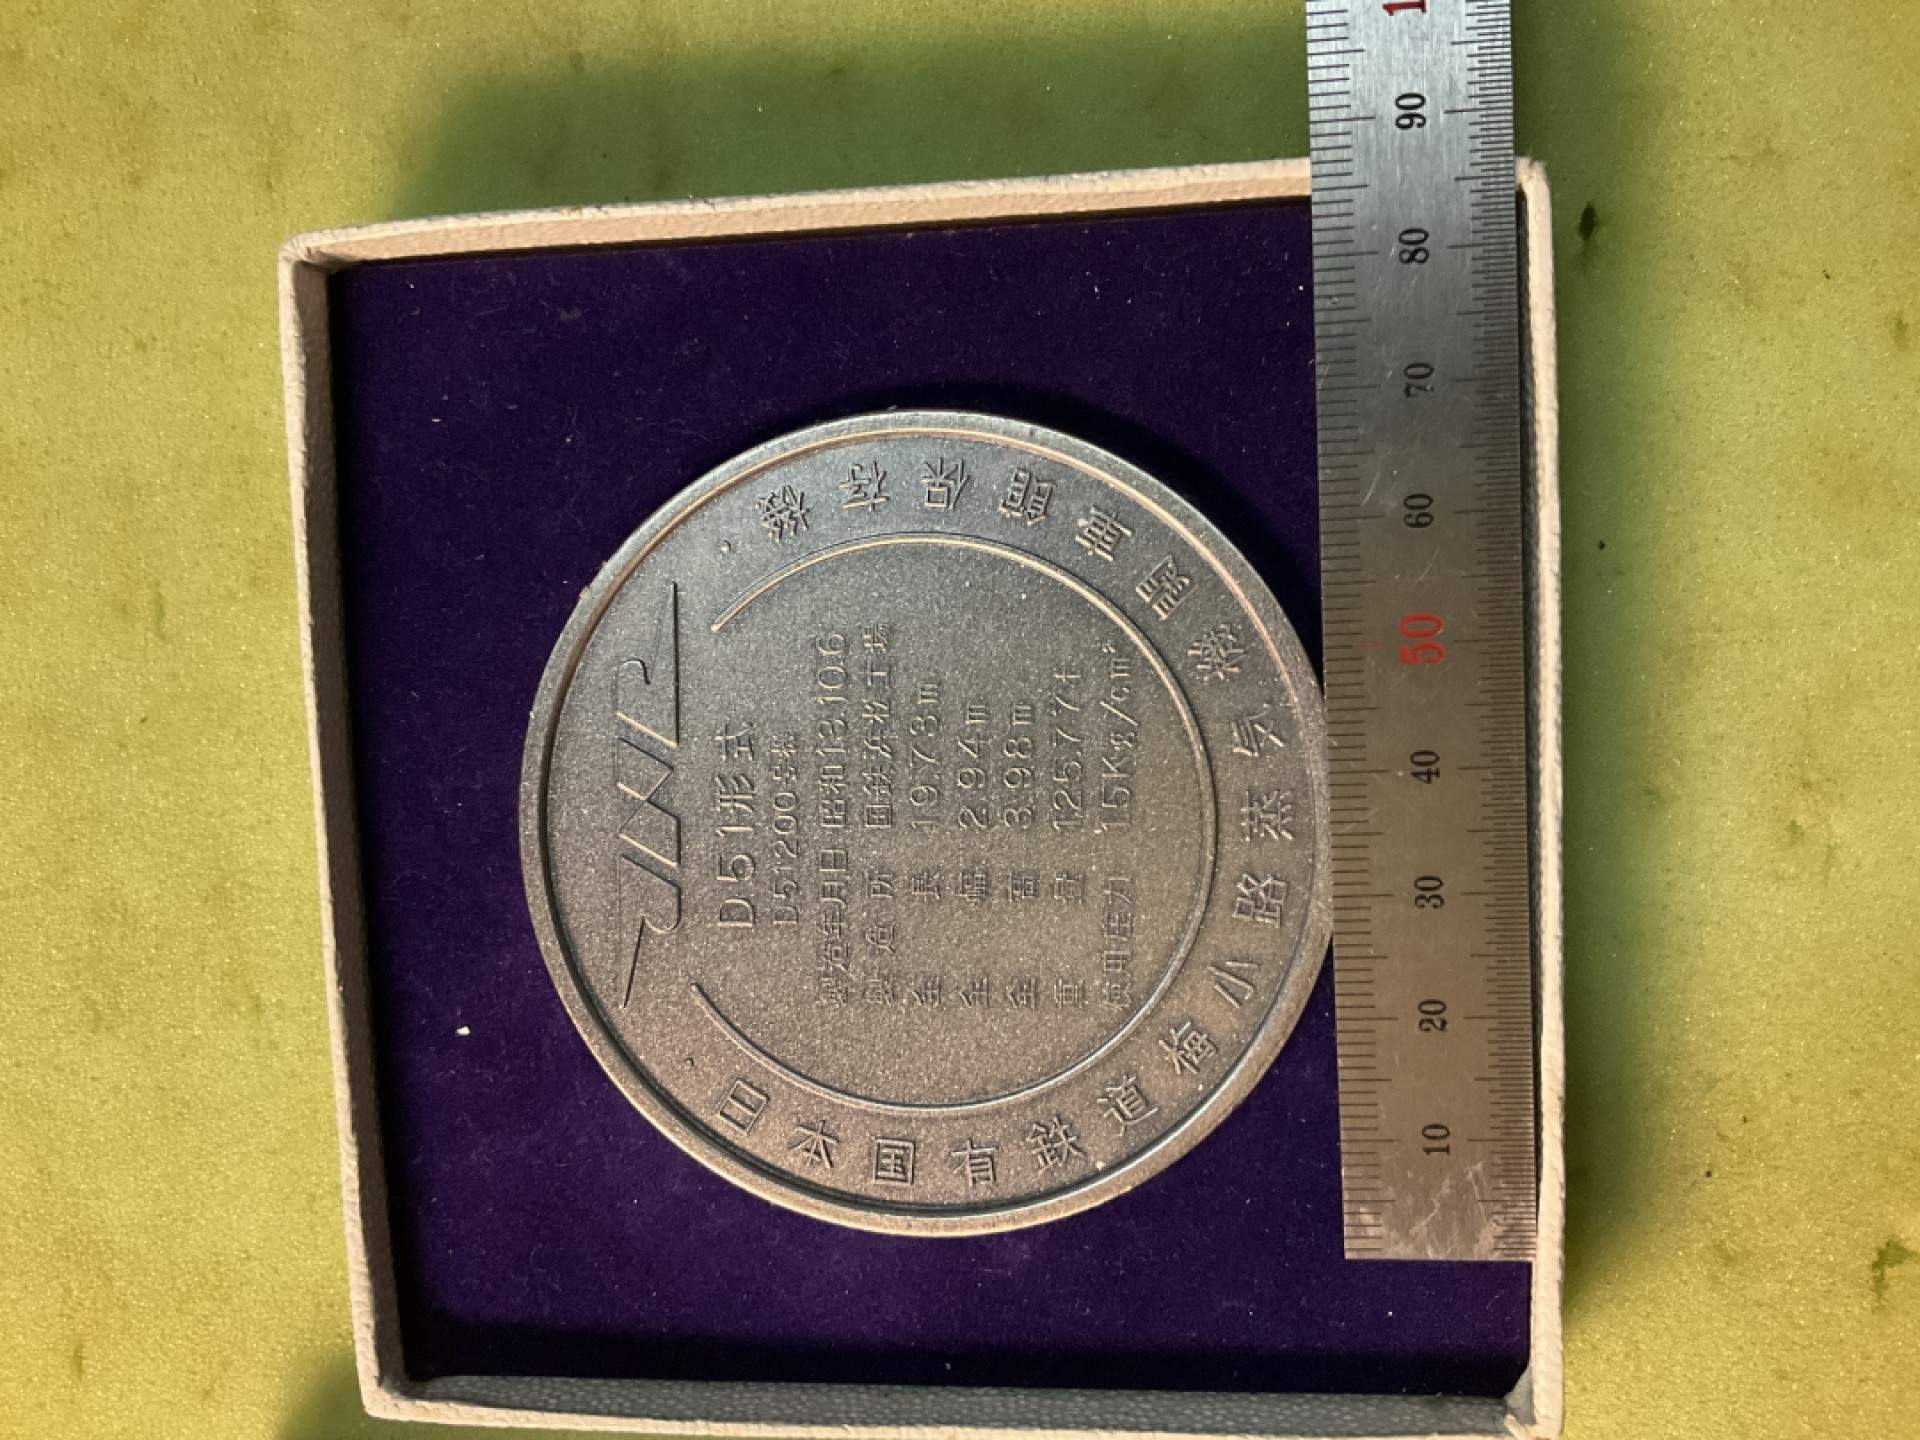 JNR
D51形式
D51200号機
製造年月日 昭和13.10.6
製造所 国鉄浜松工場
全長 19.73m
全幅 2.94m
全高 3.98m
重量 125.77t
使用圧力 15Kg/cm²
・日本国有鉄道梅小路蒸気機関車館保存機・
10 20 30 40 50 60 70 80 90 1